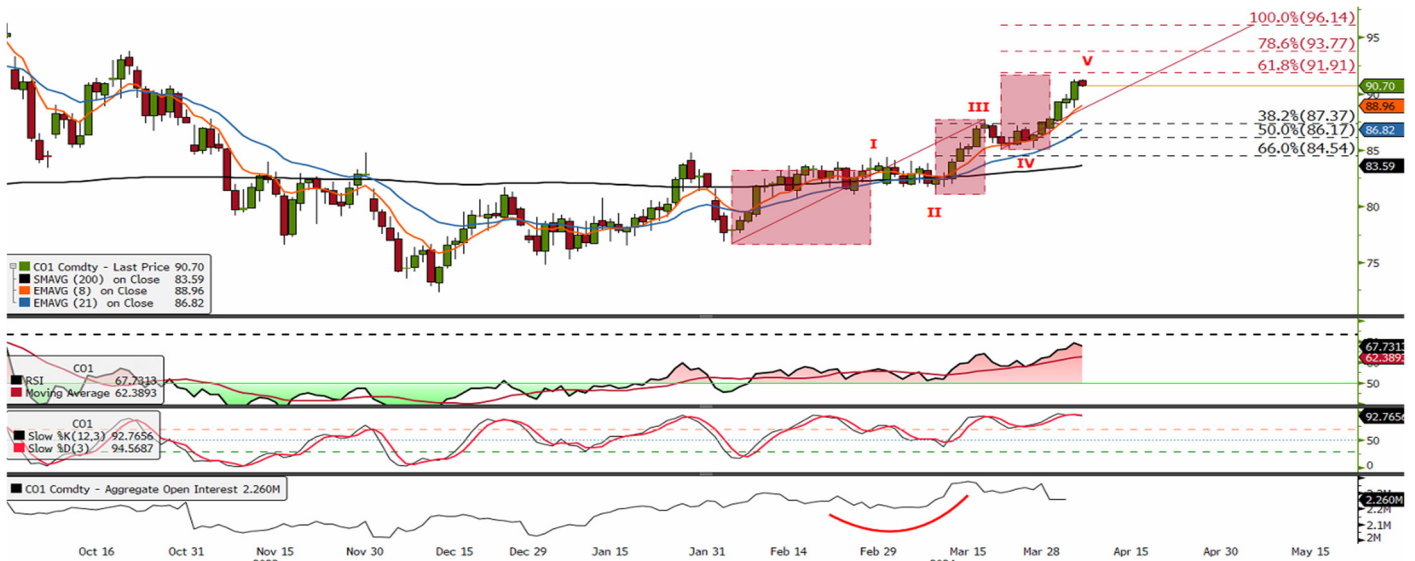 100.0%(96.14)
95
78.6%(93.77)
V
61.8%(91.91)
90.70
90
88.96
III
38.2%(87.37)
86.82
50.0%(86.17)
I
85
66.0%(84.54)
IV
83.59
II
80
75
CO1 Comdty - Last Price 90.70
SMAVG (200) on Close 83.59
EMAVG (8) on Close 88.96
EMAVG (21) on Close 86.82
67.7313
62.3893
50
CO1
RSI 67.7313
Moving Average 62.3893
92.7656
50
0
CO1
Slow %K(12,3) 92.7656
Slow %D(3) 94.5687
CO1 Comdty - Aggregate Open Interest 2.260M
2.260M
2.2M
2.1M
2M
Oct 16 Oct 31 Nov 15 Nov 30 Dec 15 Dec 29 Jan 15 Jan 31 Feb 14 Feb 29 Mar 15 Mar 28 Apr 15 Apr 30 May 15